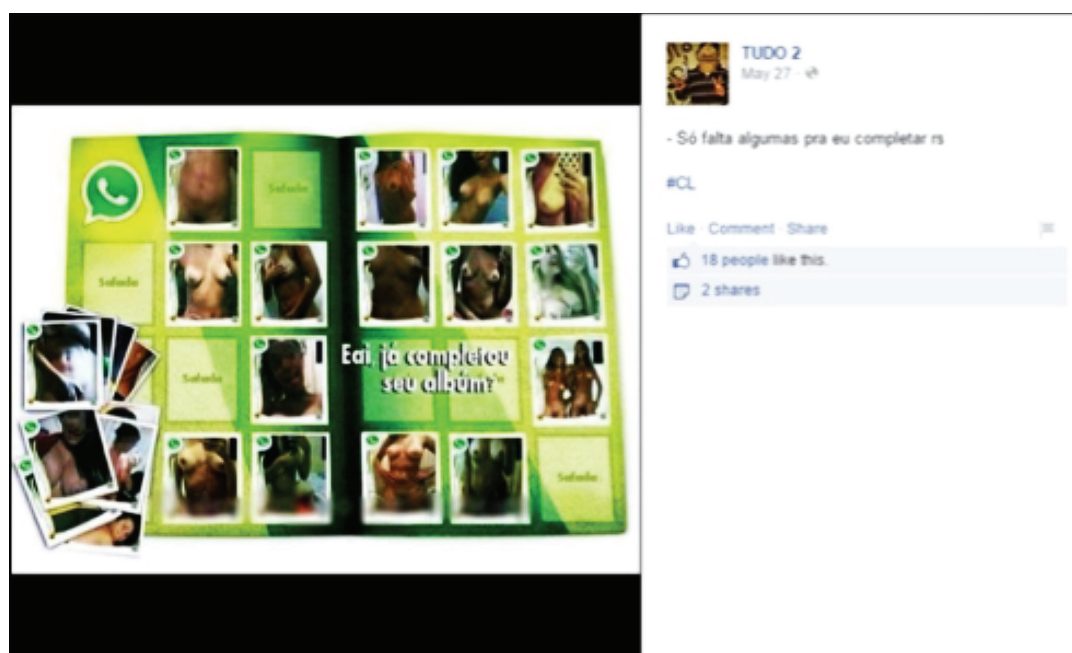 TUDO 2
May 27
- Só falta algumas pra eu completar rs
#CL
Like · Comment · Share
18 people like this.
2 shares
Safada
Safada
Safada
Eai, já completou
seu albúm?
Safada